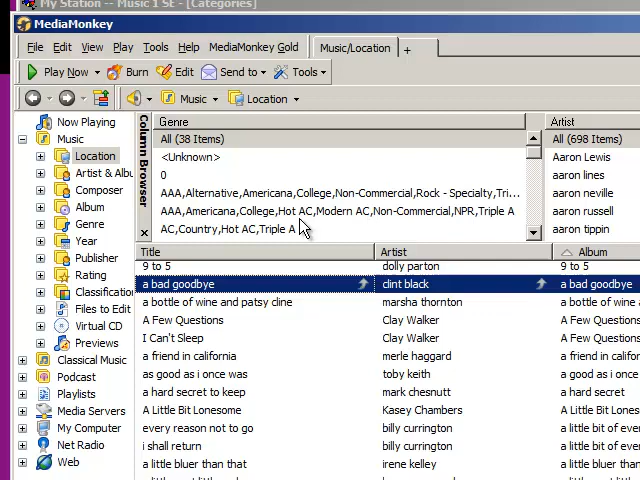 My Station -- Music 1 SE - [Categories]
MediaMonkey
File Edit View Play Tools Help MediaMonkey Gold Music/Location +
Play Now Burn Edit Send to Tools
Music Location
Now Playing
Music
Location
Artist & Albu
Composer
Album
Genre
Year
Publisher
Rating
Classification
Files to Edit
Virtual CD
Previews
Classical Music
Podcast
Playlists
Media Servers
My Computer
Net Radio
Web
Column Browser
Genre Artist
All (38 Items) All (698 items)
<Unknown> Aaron Lewis
0 aaron lines
AAA,Alternative,Americana,College,Non-Commercial,Rock - Specialty,Tri... aaron neville
AAA,Americana,College,Hot AC,Modern AC,Non-Commercial,NPR,Triple A aaron russell
AC,Country,Hot AC,Triple A aaron tippin
Title Artist Album
9 to 5 dolly parton 9 to 5
a bad goodbye clint black a bad goodbye
a bottle of wine and patsy cline marsha thornton a bottle of wine a
A Few Questions Clay Walker A Few Questions
I Can't Sleep Clay Walker A Few Questions
a friend in california merle haggard a friend in californ
as good as i once was toby keith a good as i once
a hard secret to keep mark chesnutt a hard secret
A Little Bit Lonesome Kasey Chambers A Little Bit Lones
every reason not to go billy currington a little bit of ever
i shall return billy currington a little bit of ever
a little bluer than that irene kelley a little bluer than